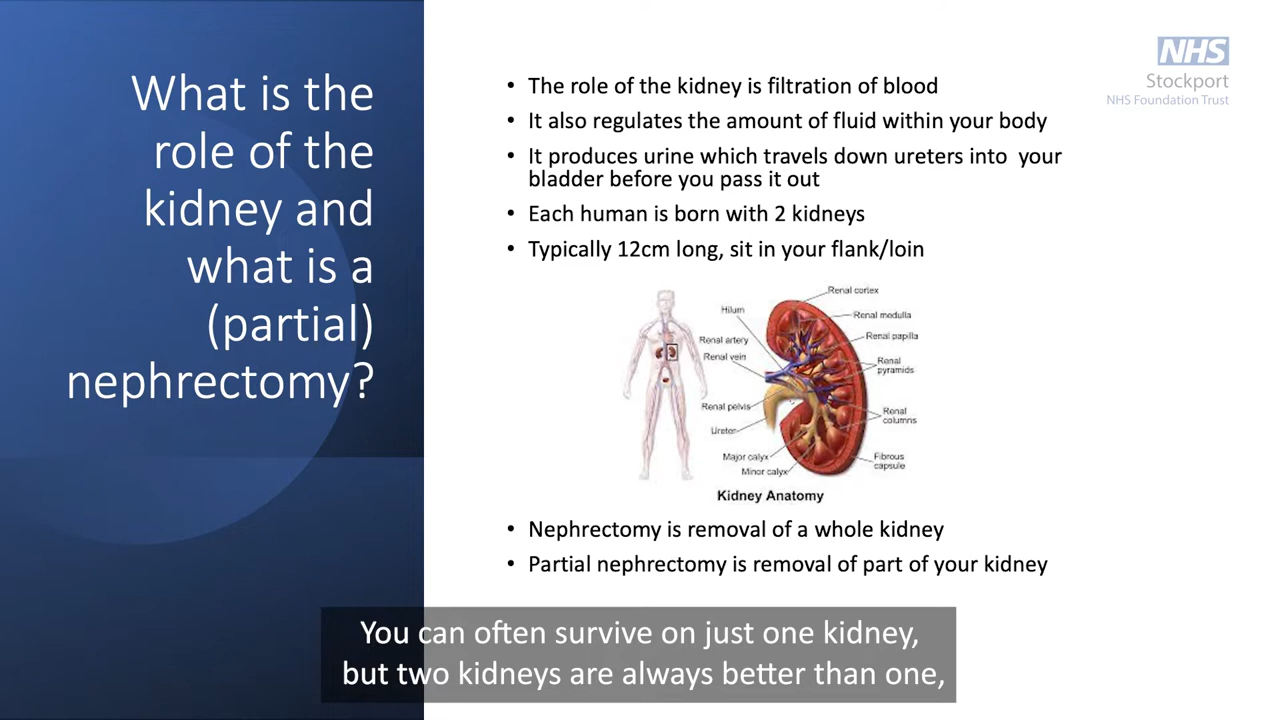 What is the
role of the
kidney and
what is a
(partial)
nephrectomy?
NHS
Stockport
NHS Foundation Trust
• The role of the kidney is filtration of blood
• It also regulates the amount of fluid within your body
• It produces urine which travels down ureters into your
bladder before you pass it out
• Each human is born with 2 kidneys
• Typically 12cm long, sit in your flank/loin
Renal cortex
Hilum
Renal medulla
Renal papilla
Renal artery
Renal vein
Renal
pyramids
Renal pelvis
Renal
columns
Ureter
Major calyx
Fibrous
capsule
Minor calyx
Kidney Anatomy
• Nephrectomy is removal of a whole kidney
• Partial nephrectomy is removal of part of your kidney
You can often survive on just one kidney,
but two kidneys are always better than one,